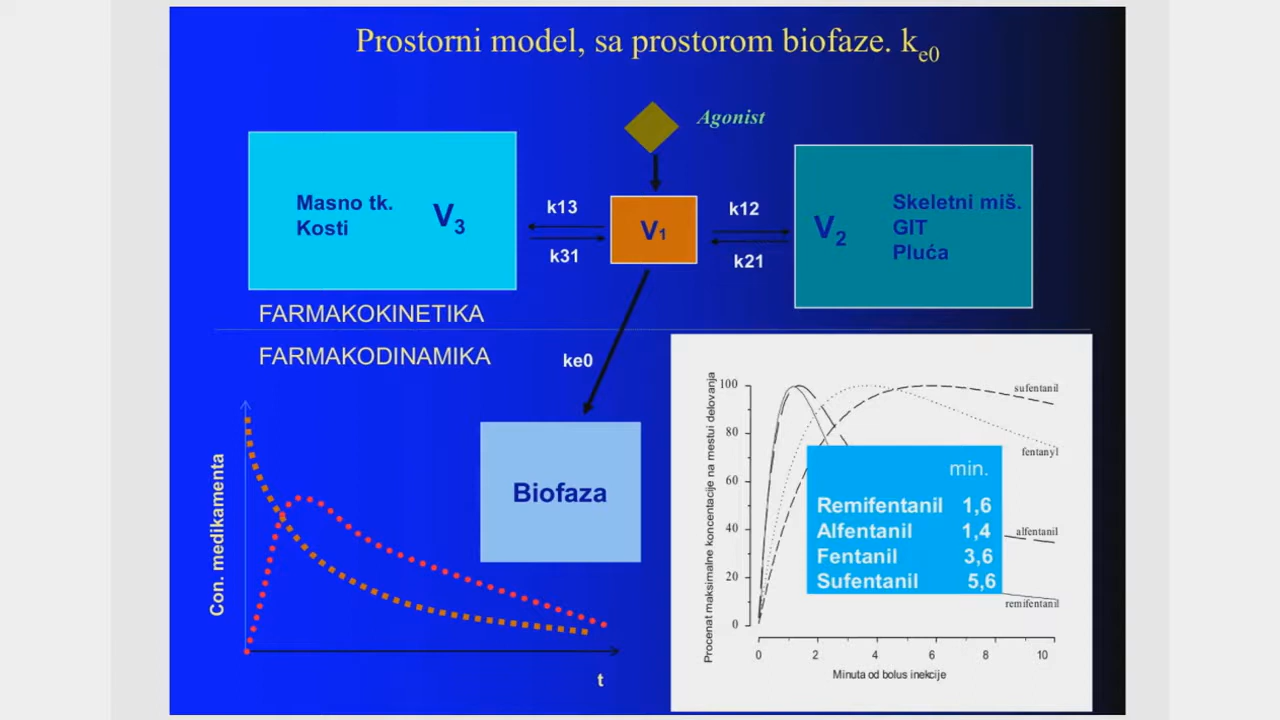 Prostorni model, sa prostorom biofaze. ke0
Agonist
Masno tk.
Kosti
V3
k13
k31
V1
k12
k21
V2
Skeletni miš.
GIT
Pluća
FARMAKOKINETIKA
FARMAKODINAMIKA
ke0
Biofaza
Con. medikamenta
t
Procenat maksimalne koncentacije na mestui delovanja
100
80
60
40
20
0
sufentanil
fentanyl
alfentanil
remifentanil
min.
Remifentanil 1,6
Alfentanil 1,4
Fentanil 3,6
Sufentanil 5,6
0 2 4 6 8 10
Minuta od bolus inekcije